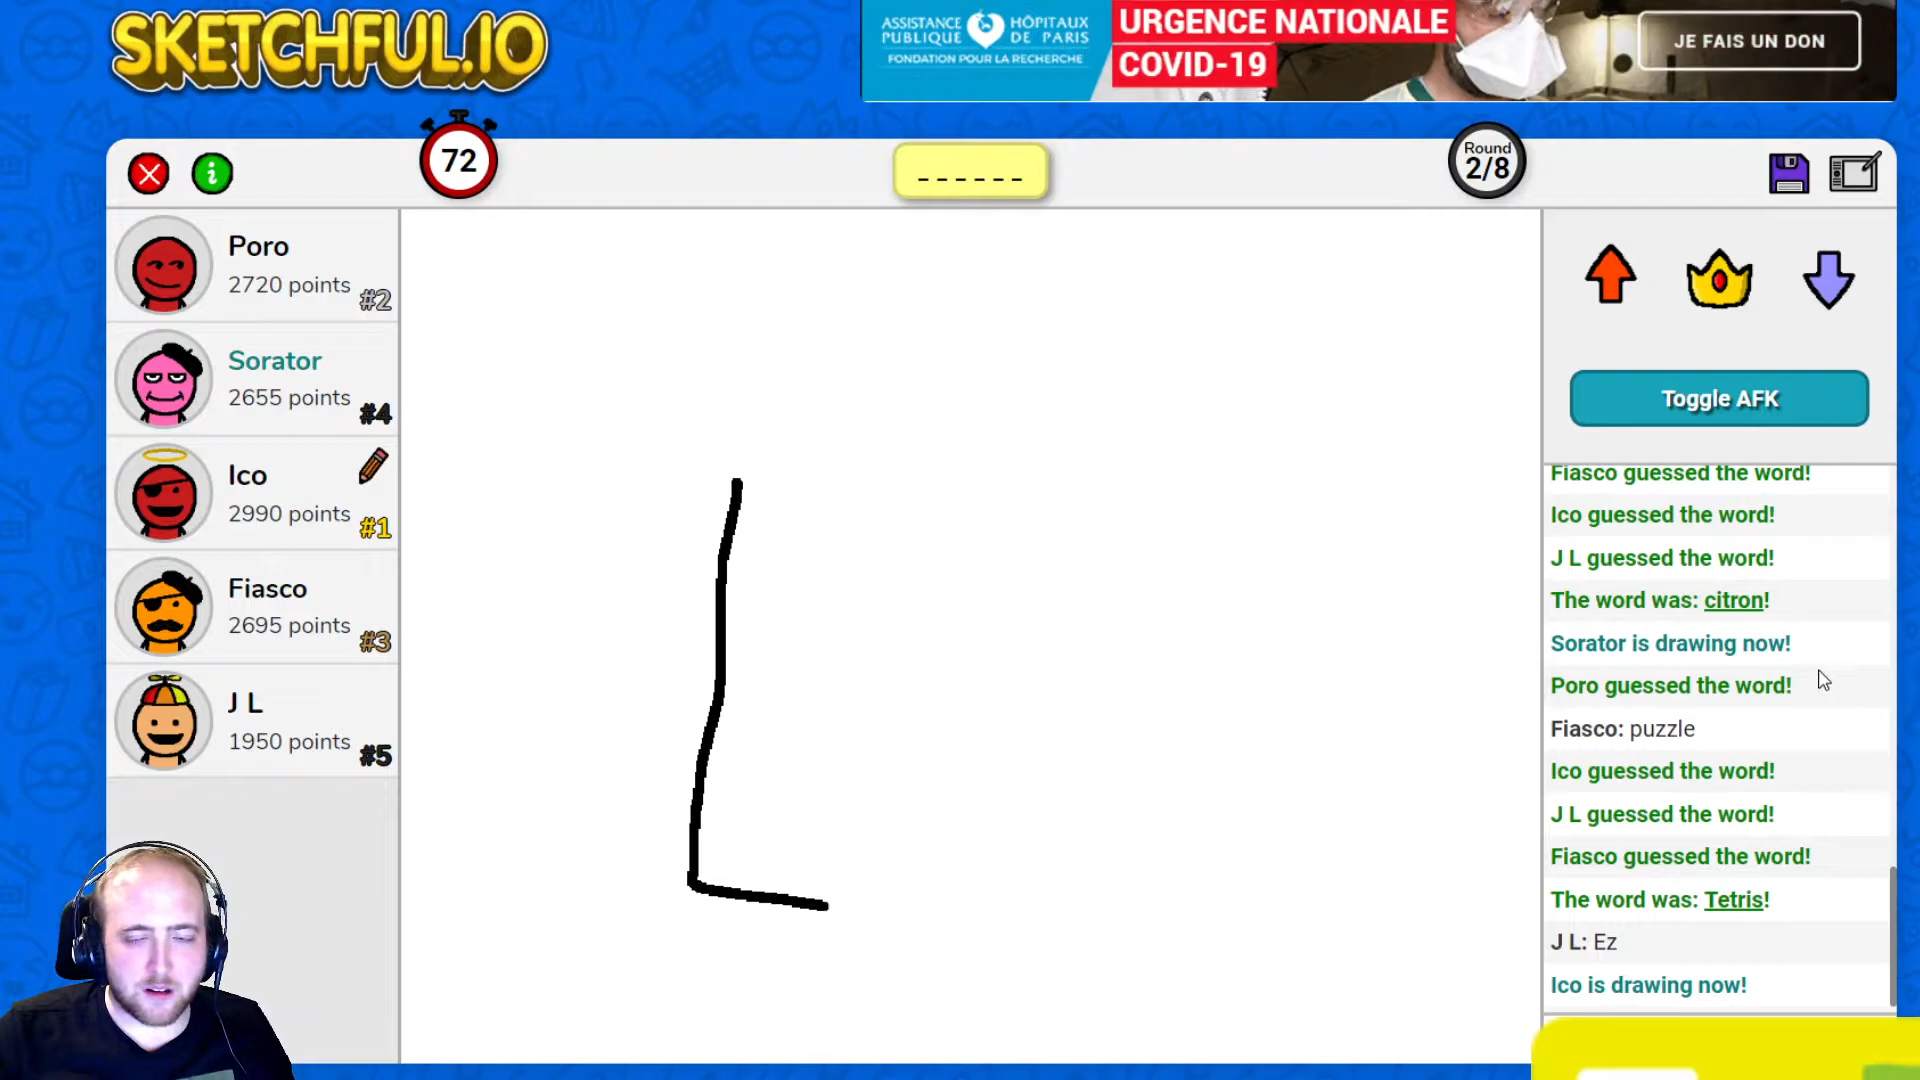 SKETCHFUL.IO
ASSISTANCE PUBLIQUE HÔPITAUX DE PARIS
FONDATION POUR LA RECHERCHE
URGENCE NATIONALE
COVID-19
JE FAIS UN DON
72
_ _ _ _ _ _
Round
2/8
Poro
2720 points
#2
Sorator
2655 points
#4
Ico
2990 points
#1
Fiasco
2695 points
#3
J L
1950 points
#5
Toggle AFK
Fiasco guessed the word!
Ico guessed the word!
J L guessed the word!
The word was: citron!
Sorator is drawing now!
Poro guessed the word!
Fiasco: puzzle
Ico guessed the word!
J L guessed the word!
Fiasco guessed the word!
The word was: Tetris!
J L: Ez
Ico is drawing now!